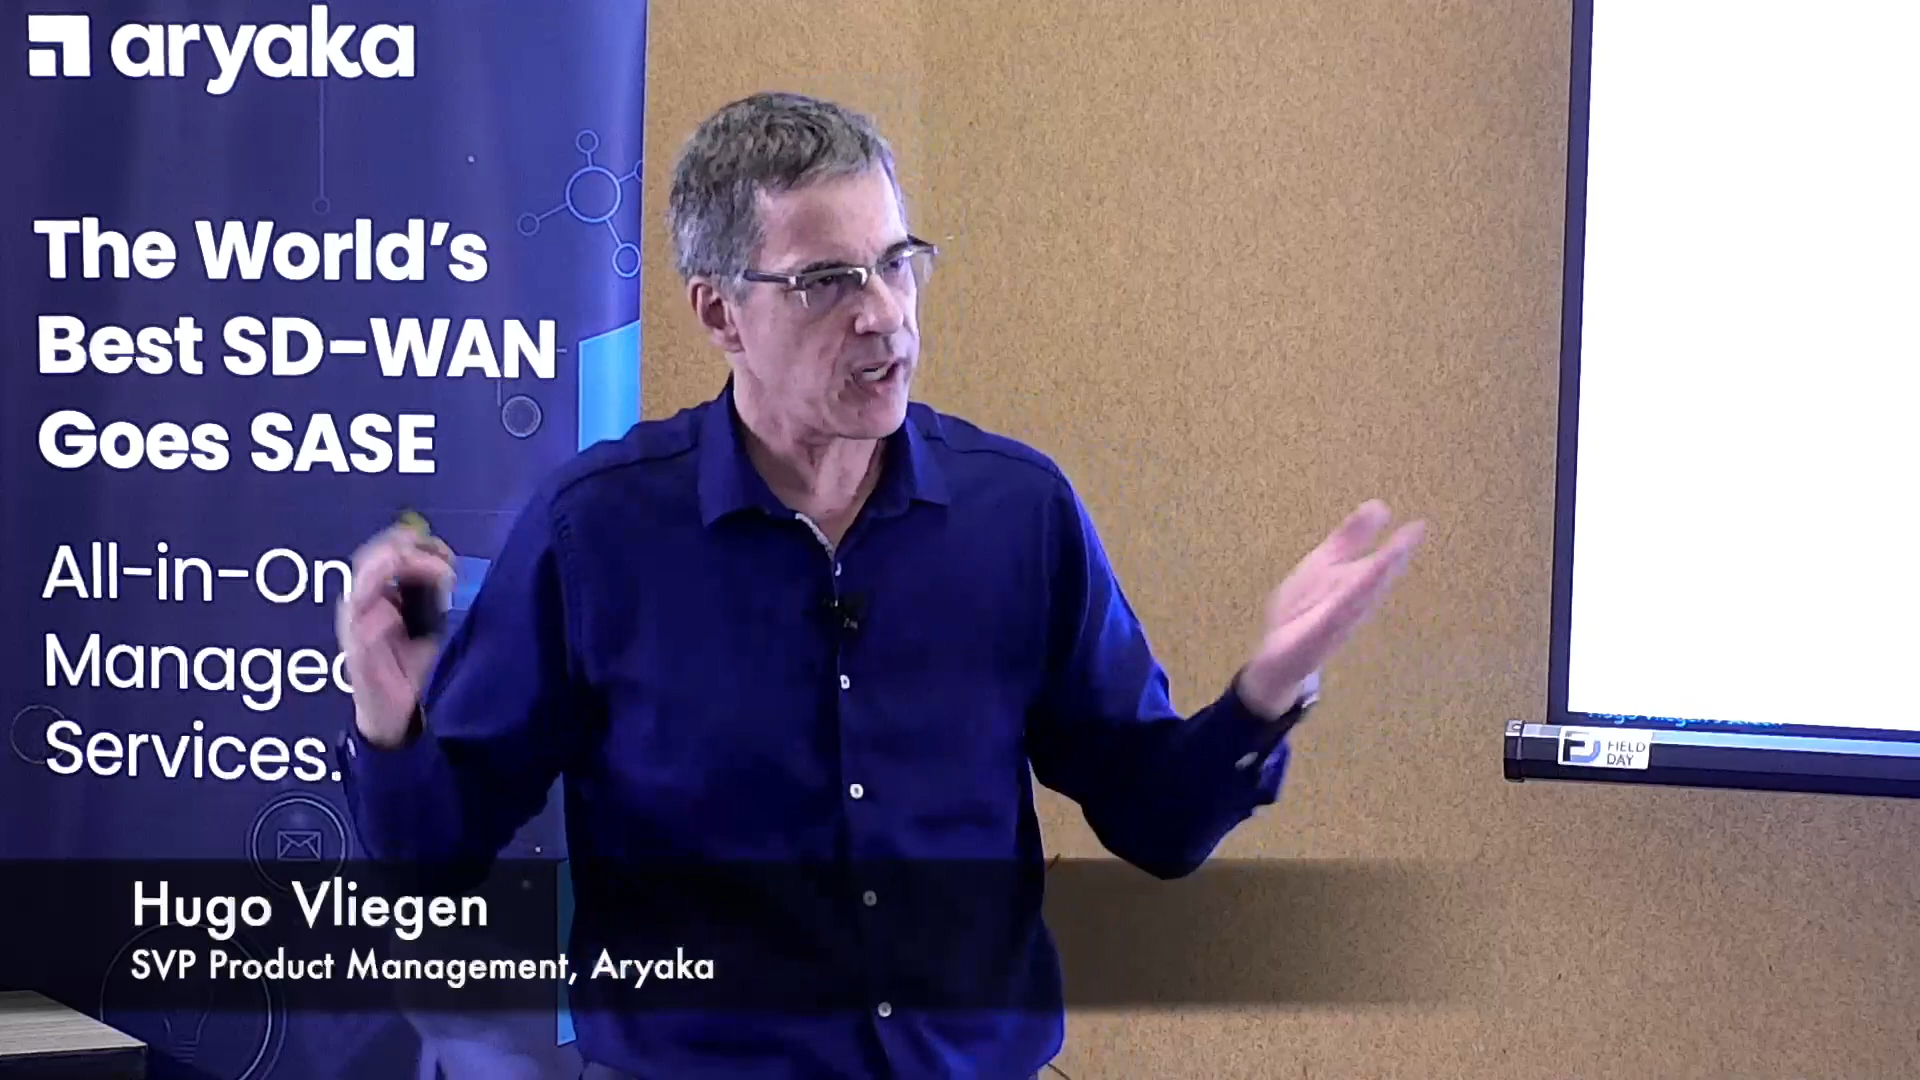 aryaka
The World's
Best SD-WAN
Goes SASE
All-in-On
Managed
Services.
FIELD
DAY
Hugo Vliegen
SVP Product Management, Aryaka